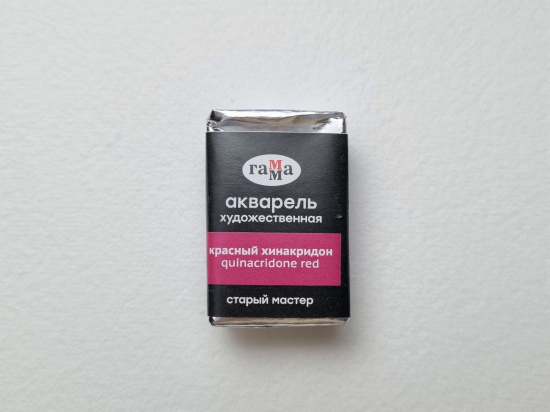 гамма
акварель
художественная
красный хинакридон
quinacridone red
старый мастер